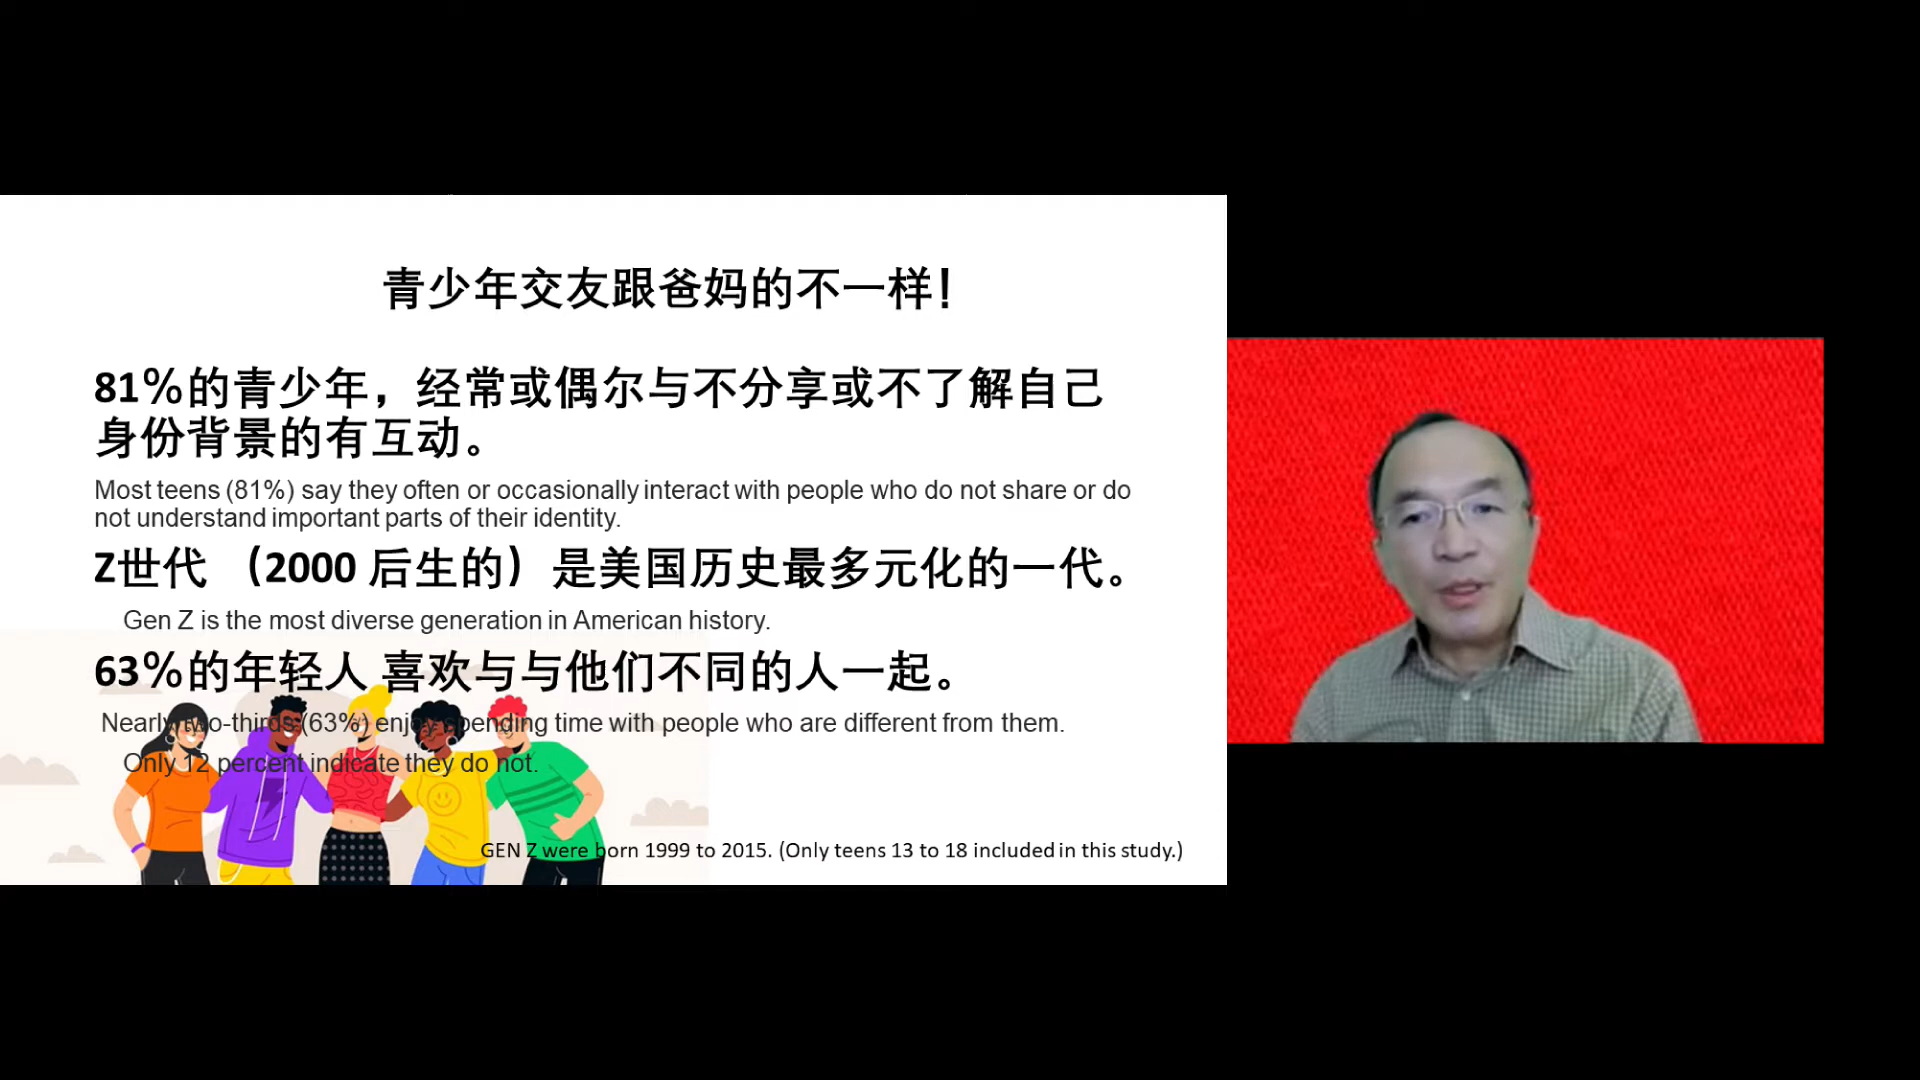 青少年交友跟爸妈的不一样！
81%的青少年，经常或偶尔与不分享或不了解自己
身份背景的有互动。
Most teens (81%) say they often or occasionally interact with people who do not share or do
not understand important parts of their identity.
Z世代 （2000 后生的）是美国历史最多元化的一代。
Gen Z is the most diverse generation in American history.
63%的年轻人 喜欢与与他们不同的人一起。
Nearly two-thirds (63%) enjoy spending time with people who are different from them.
Only 12 percent indicate they do not.
GEN Z were born 1999 to 2015. (Only teens 13 to 18 included in this study.)